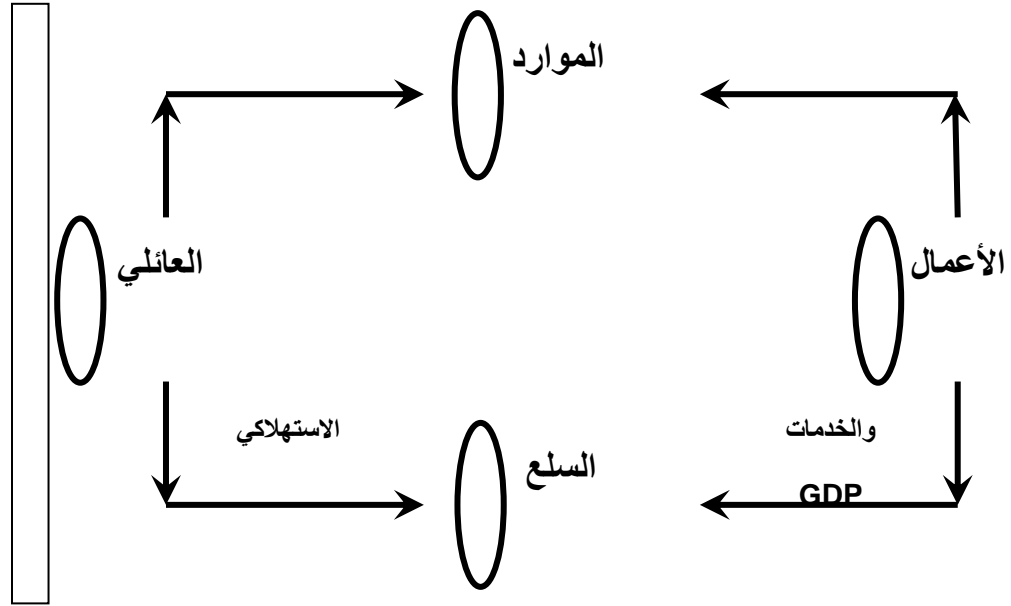 الموارد
الأعمال
العائلي
والخدمات
الاستهلاكي
السلع
GDP